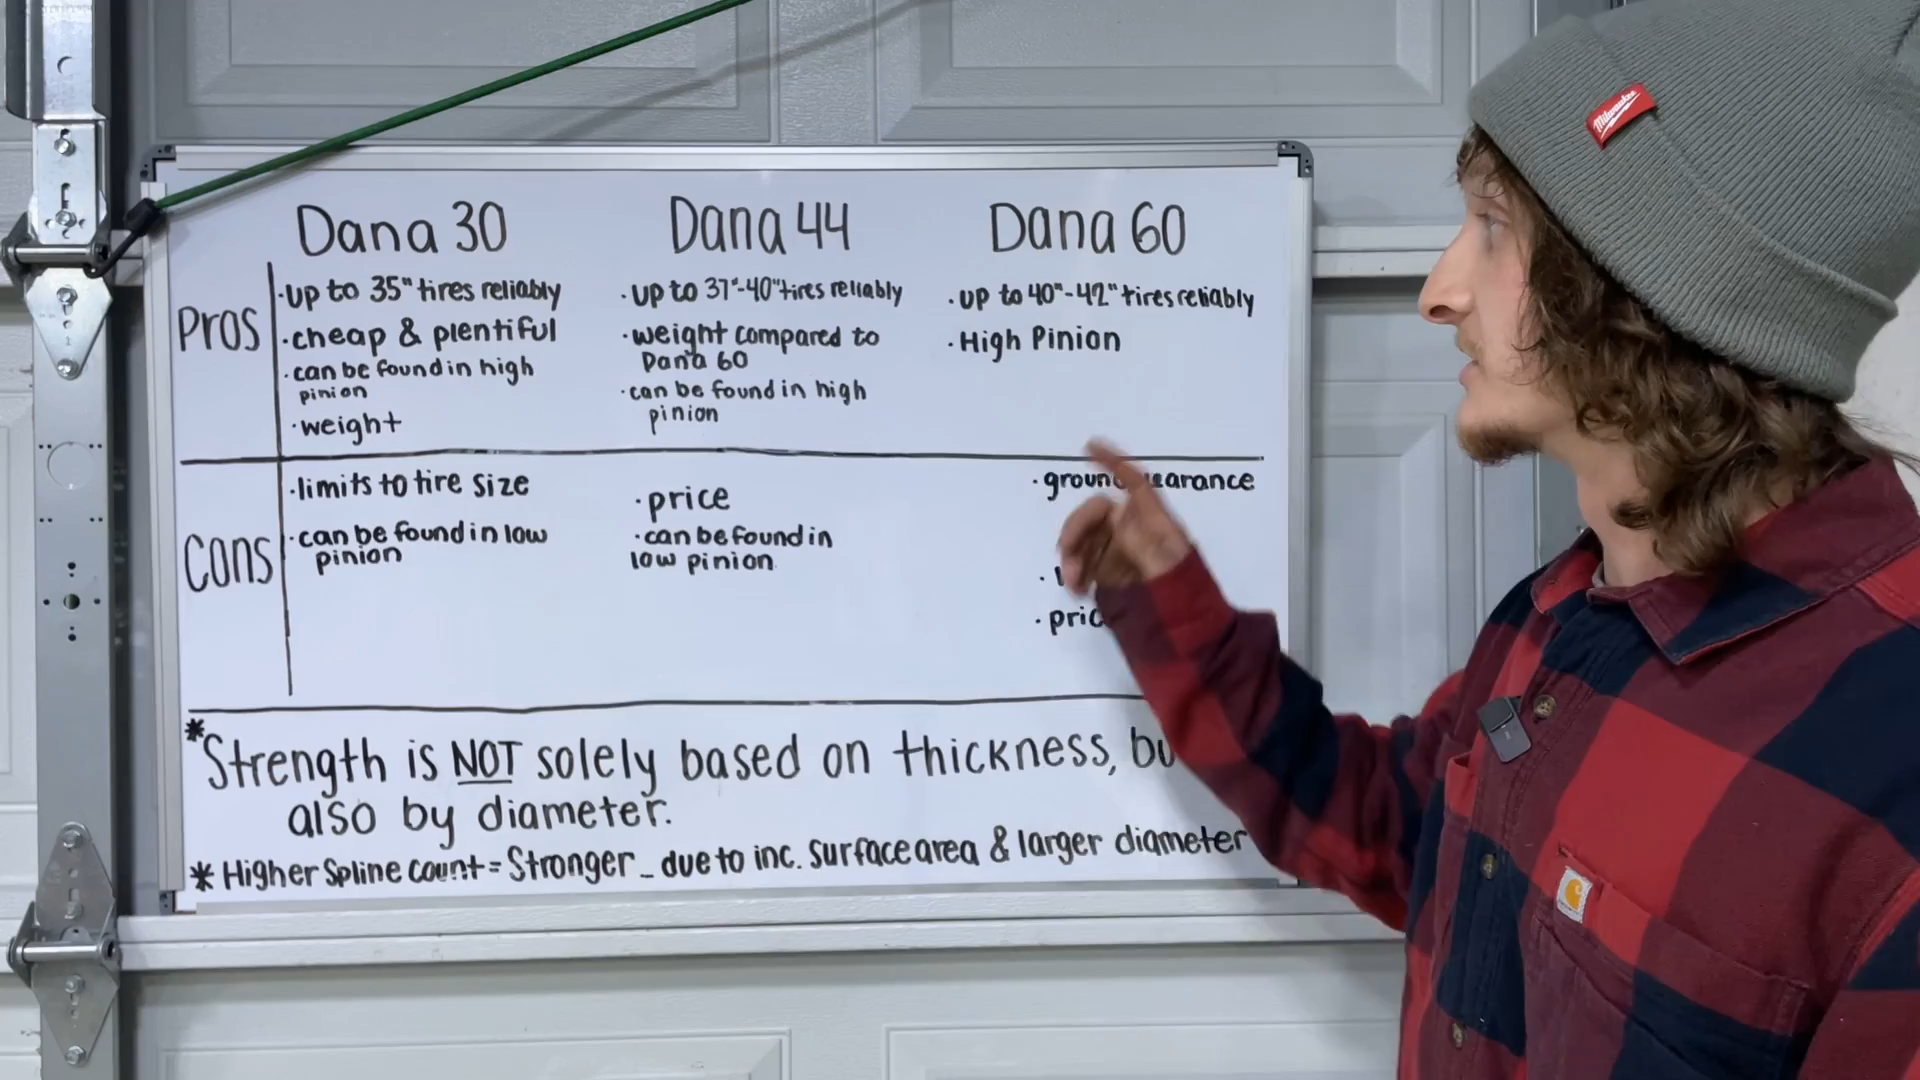 Dana 30
Dana 44
Dana 60
Pros
·up to 35" tires reliably
·cheap & plentiful
·can be found in high
pinion
·weight
·up to 37"-40" tires reliably
·weight compared to
Dana 60
·can be found in high
pinion
·up to 40"-42" tires reliably
·High Pinion
Cons
·limits to tire size
·can be found in low
pinion
·price
·can be found in
low pinion
·
·
·
*Strength is NOT solely based on thickness,
also by diameter.
* Higher Spline count = Stronger _ due to inc. surface area & larger diameter
Milwaukee